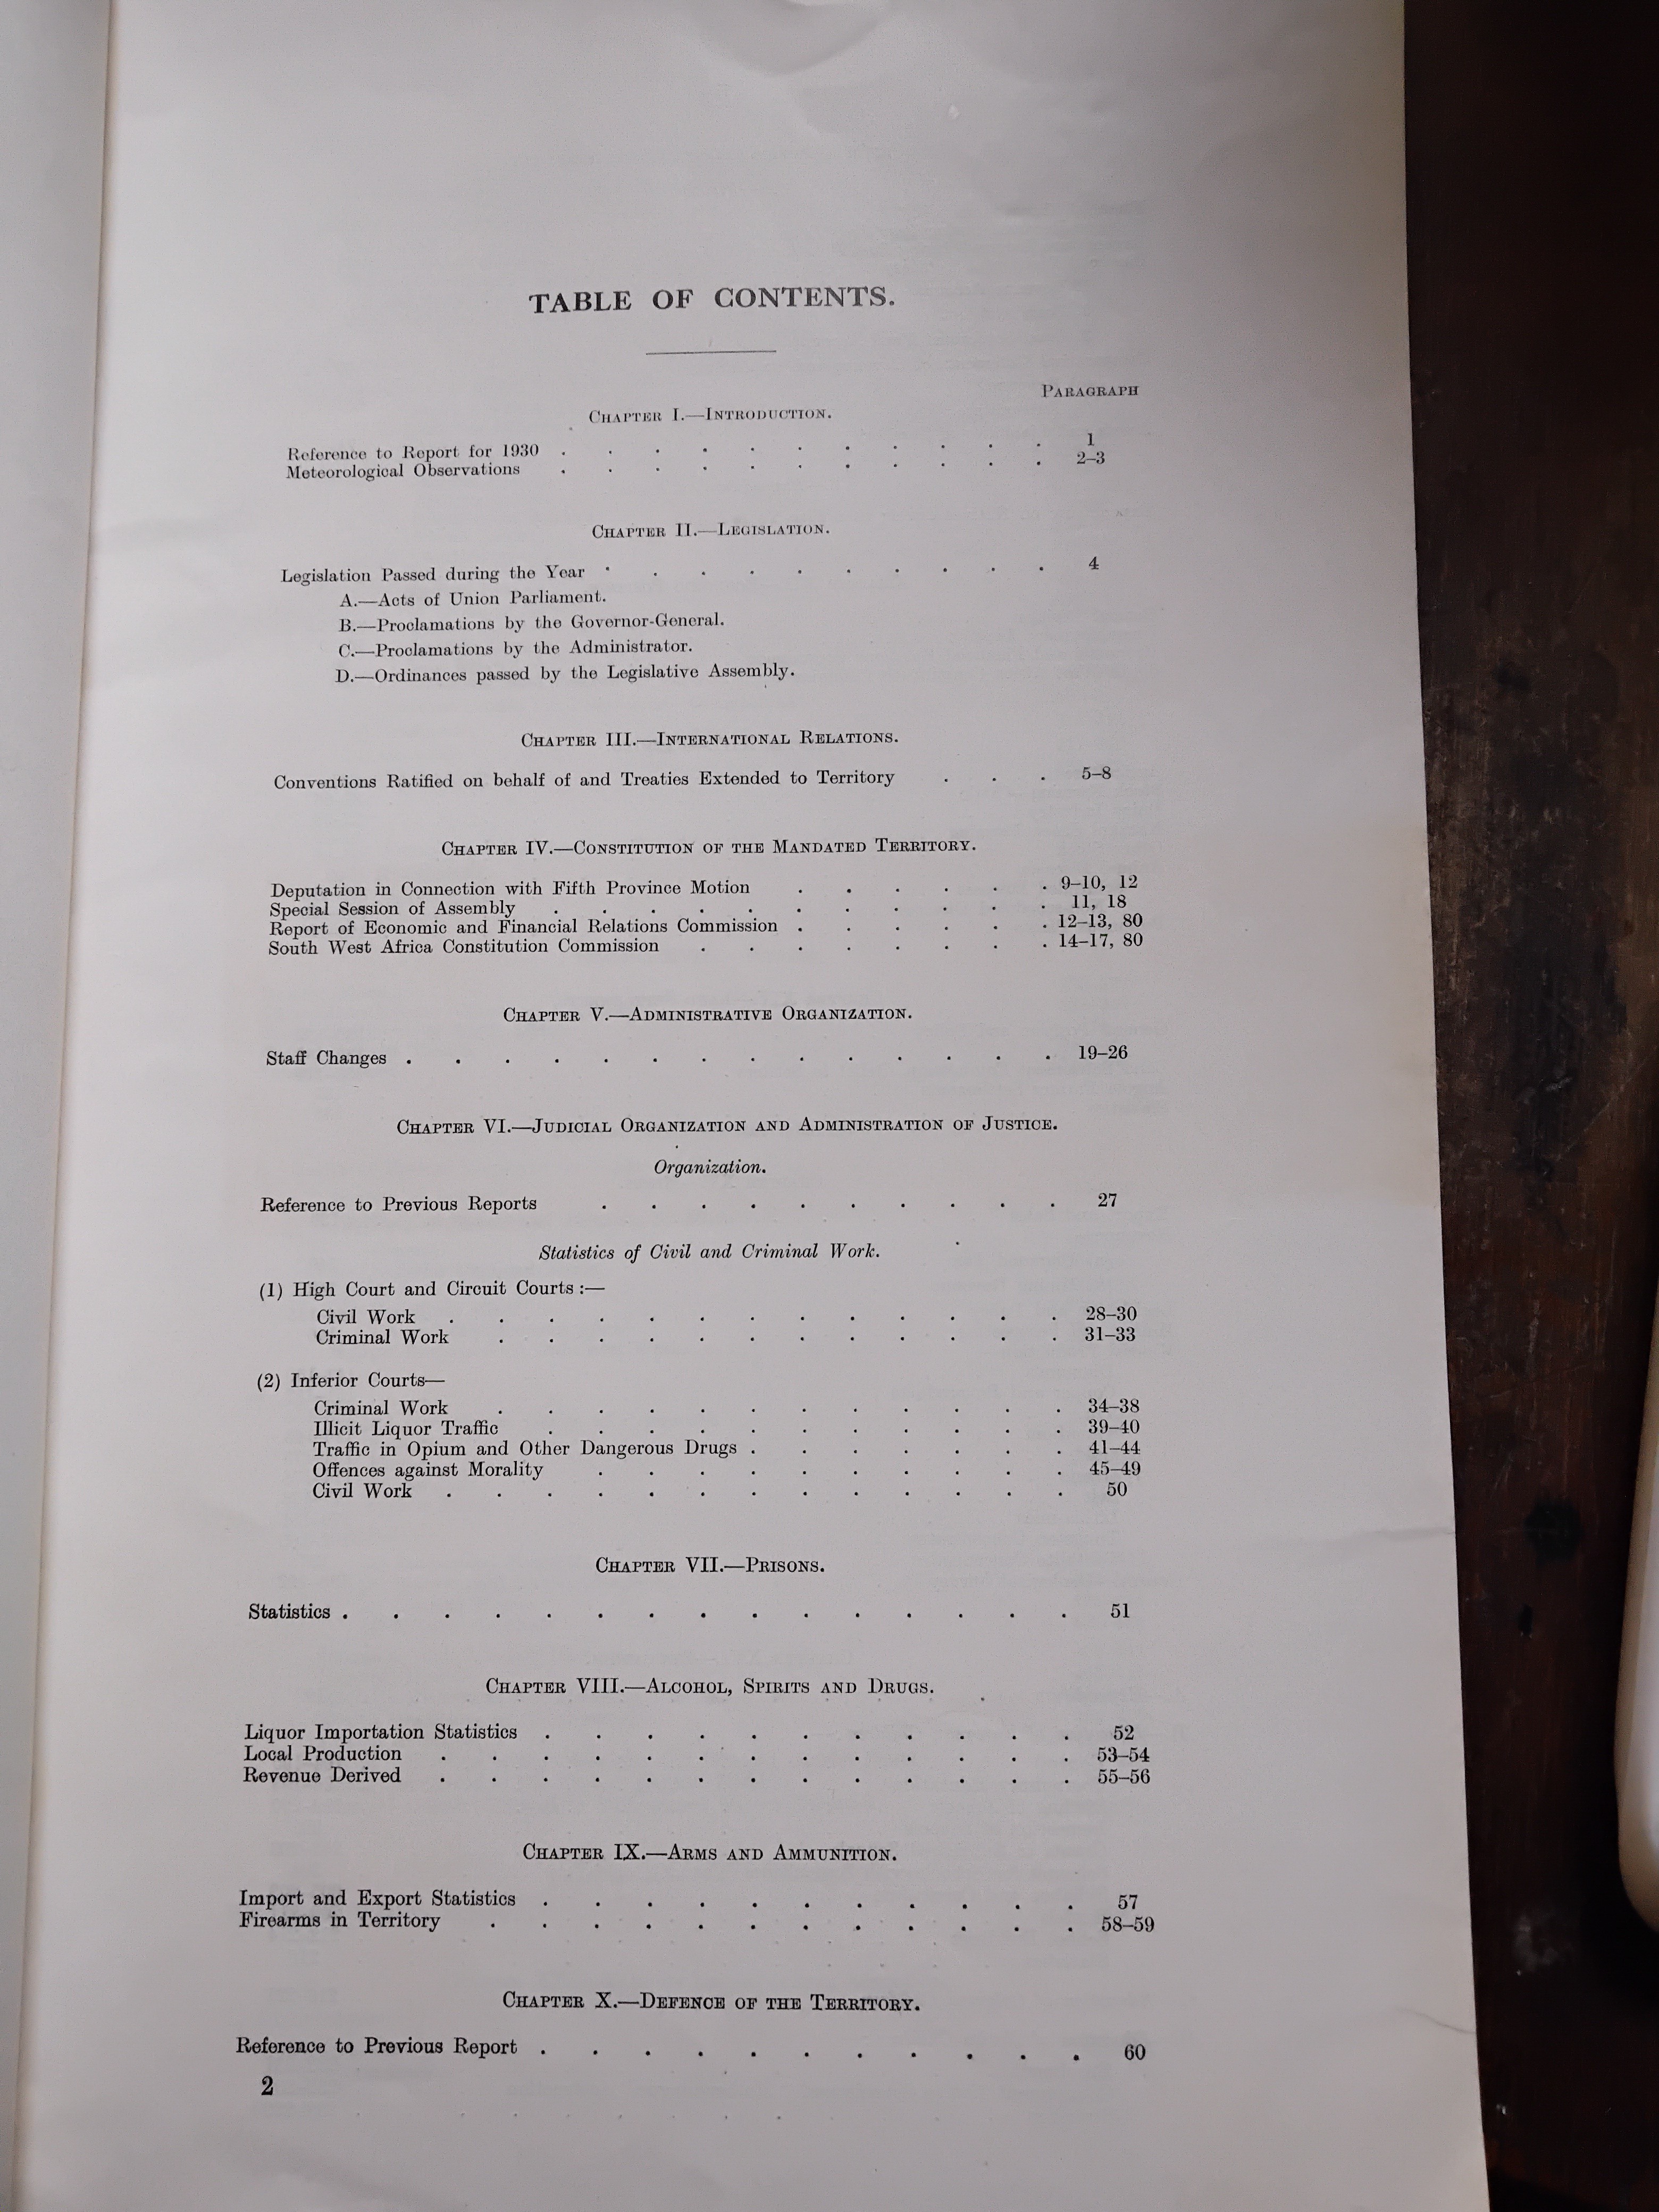 TABLE OF CONTENTS.
PARAGRAPH
CHAPTER I.—INTRODUCTION.
Reference to Report for 1930 . . . . . . . . . . . 1
Meteorological Observations . . . . . . . . . . . 2–3
CHAPTER II.—LEGISLATION.
Legislation Passed during the Year . . . . . . . . . . 4
A.—Acts of Union Parliament.
B.—Proclamations by the Governor-General.
C.—Proclamations by the Administrator.
D.—Ordinances passed by the Legislative Assembly.
CHAPTER III.—INTERNATIONAL RELATIONS.
Conventions Ratified on behalf of and Treaties Extended to Territory . . . 5–8
CHAPTER IV.—CONSTITUTION OF THE MANDATED TERRITORY.
Deputation in Connection with Fifth Province Motion . . . . . . 9–10, 12
Special Session of Assembly . . . . . . . . . . . 11, 18
Report of Economic and Financial Relations Commission . . . . . . 12–13, 80
South West Africa Constitution Commission . . . . . . . . 14–17, 80
CHAPTER V.—ADMINISTRATIVE ORGANIZATION.
Staff Changes . . . . . . . . . . . . . . 19–26
CHAPTER VI.—JUDICIAL ORGANIZATION AND ADMINISTRATION OF JUSTICE.
Organization.
Reference to Previous Reports . . . . . . . . . . 27
Statistics of Civil and Criminal Work.
(1) High Court and Circuit Courts :—
Civil Work . . . . . . . . . . . . . 28–30
Criminal Work . . . . . . . . . . . . 31–33
(2) Inferior Courts—
Criminal Work . . . . . . . . . . . . 34–38
Illicit Liquor Traffic . . . . . . . . . . . 39–40
Traffic in Opium and Other Dangerous Drugs . . . . . . . 41–44
Offences against Morality . . . . . . . . . . 45–49
Civil Work . . . . . . . . . . . . . 50
CHAPTER VII.—PRISONS.
Statistics . . . . . . . . . . . . . . . 51
CHAPTER VIII.—ALCOHOL, SPIRITS AND DRUGS.
Liquor Importation Statistics . . . . . . . . . . . 52
Local Production . . . . . . . . . . . . . 53–54
Revenue Derived . . . . . . . . . . . . . 55–56
CHAPTER IX.—ARMS AND AMMUNITION.
Import and Export Statistics . . . . . . . . . . . 57
Firearms in Territory . . . . . . . . . . . . 58–59
CHAPTER X.—DEFENCE OF THE TERRITORY.
Reference to Previous Report . . . . . . . . . . . 60
2